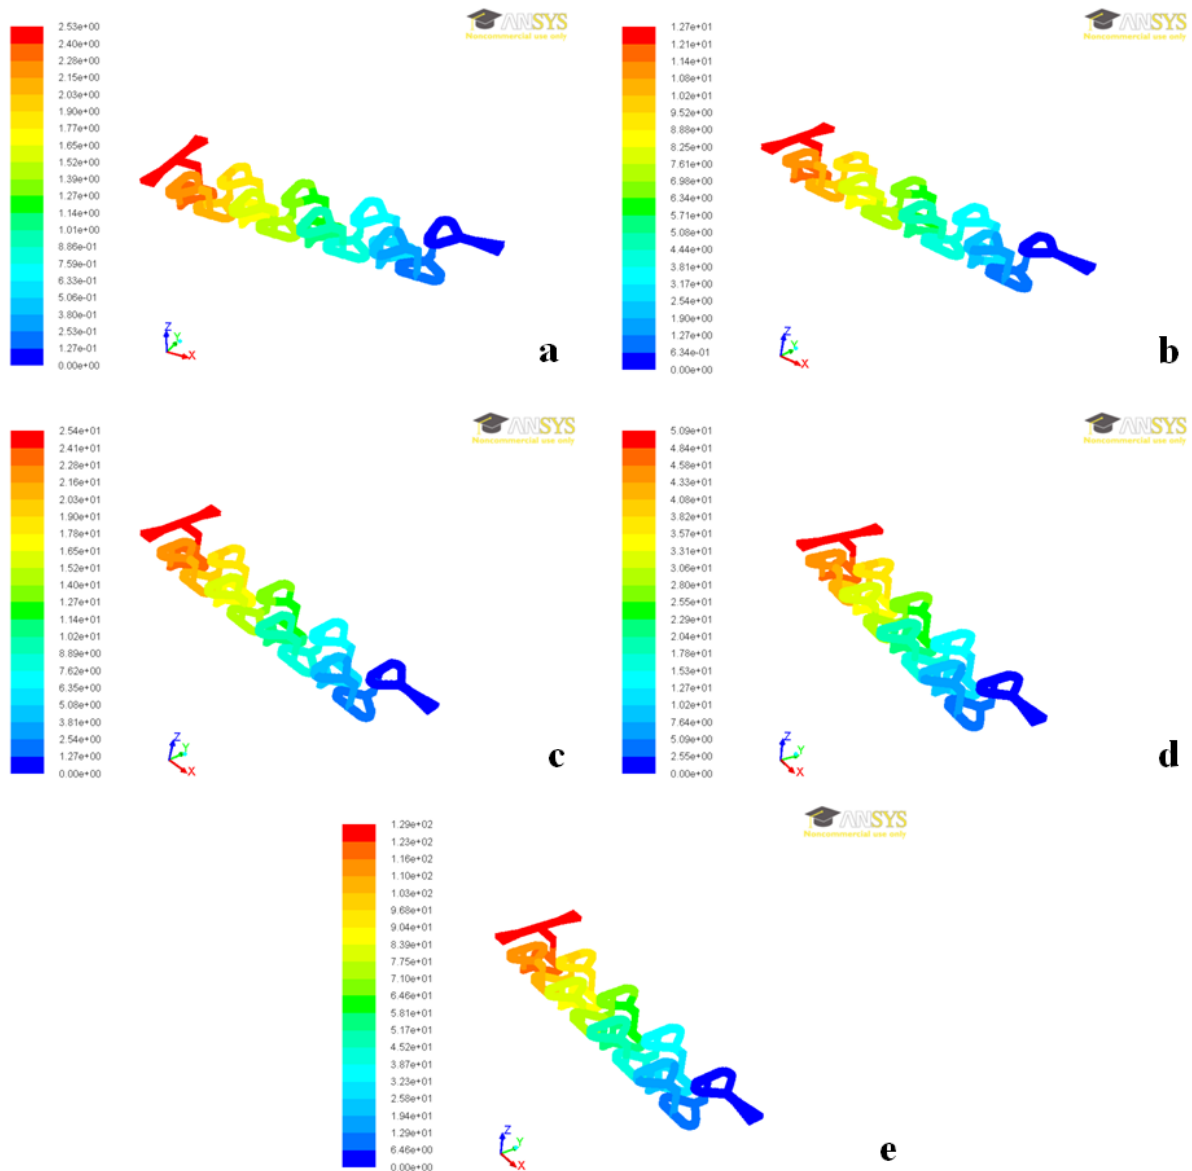 ANSYS
Noncommercial use only
2.53e+00
2.40e+00
2.28e+00
2.15e+00
2.03e+00
1.90e+00
1.77e+00
1.65e+00
1.52e+00
1.39e+00
1.27e+00
1.14e+00
1.01e+00
8.86e-01
7.59e-01
6.33e-01
5.06e-01
3.80e-01
2.53e-01
1.27e-01
0.00e+00
Z
Y
X
a
ANSYS
Noncommercial use only
1.27e+01
1.21e+01
1.14e+01
1.08e+01
1.02e+01
9.52e+00
8.88e+00
8.25e+00
7.61e+00
6.98e+00
6.34e+00
5.71e+00
5.08e+00
4.44e+00
3.81e+00
3.17e+00
2.54e+00
1.90e+00
1.27e+00
6.34e-01
0.00e+00
Z
Y
X
b
ANSYS
Noncommercial use only
2.54e+01
2.41e+01
2.28e+01
2.16e+01
2.03e+01
1.90e+01
1.78e+01
1.65e+01
1.52e+01
1.40e+01
1.27e+01
1.14e+01
1.02e+01
8.89e+00
7.62e+00
6.35e+00
5.08e+00
3.81e+00
2.54e+00
1.27e+00
0.00e+00
Z
Y
X
c
ANSYS
Noncommercial use only
5.09e+01
4.84e+01
4.58e+01
4.33e+01
4.08e+01
3.82e+01
3.57e+01
3.31e+01
3.06e+01
2.80e+01
2.55e+01
2.29e+01
2.04e+01
1.78e+01
1.53e+01
1.27e+01
1.02e+01
7.64e+00
5.09e+00
2.55e+00
0.00e+00
Z
Y
X
d
ANSYS
Noncommercial use only
1.29e+02
1.23e+02
1.16e+02
1.10e+02
1.03e+02
9.68e+01
9.04e+01
8.39e+01
7.75e+01
7.10e+01
6.46e+01
5.81e+01
5.17e+01
4.52e+01
3.87e+01
3.23e+01
2.58e+01
1.94e+01
1.29e+01
6.46e+00
0.00e+00
Z
Y
X
e